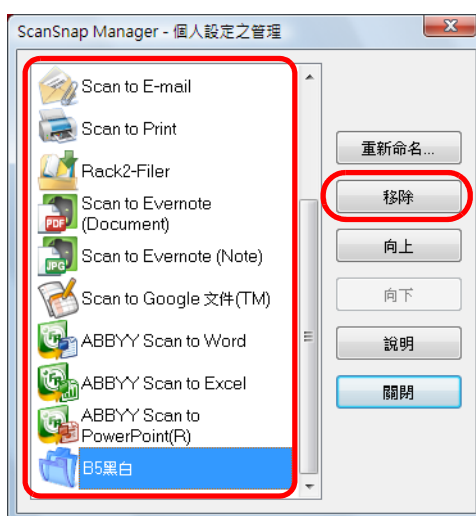 ScanSnap Manager - 個人設定之管理
Scan to E-mail
Scan to Print
Rack2-Filer
PDF
Scan to Evernote
(Document)
JPG
Scan to Evernote (Note)
Scan to Google 文件(TM)
ABBYY Scan to Word
ABBYY Scan to Excel
ABBYY Scan to
PowerPoint(R)
B5黑白
重新命名...
移除
向上
向下
說明
關閉